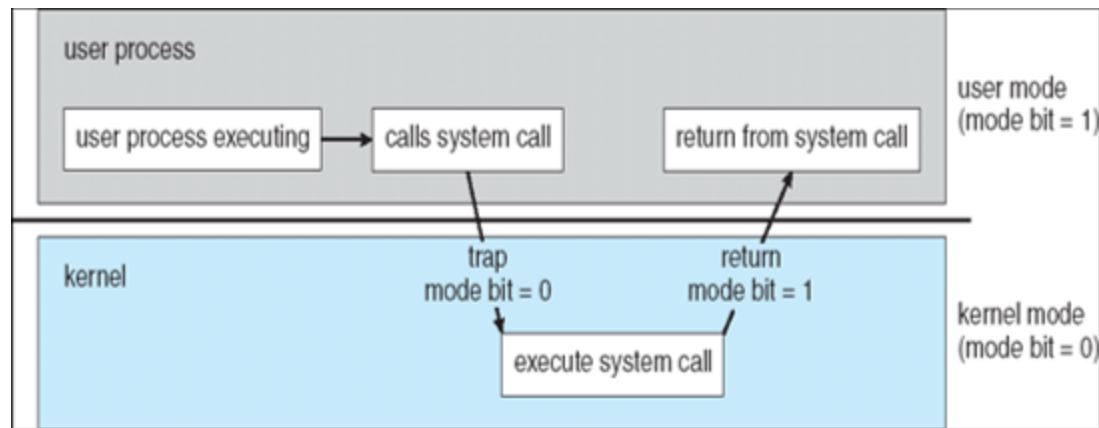 user process
user mode
(mode bit = 1)
user process executing
calls system call
return from system call
trap
mode bit = 0
return
mode bit = 1
kernel
kernel mode
(mode bit = 0)
execute system call